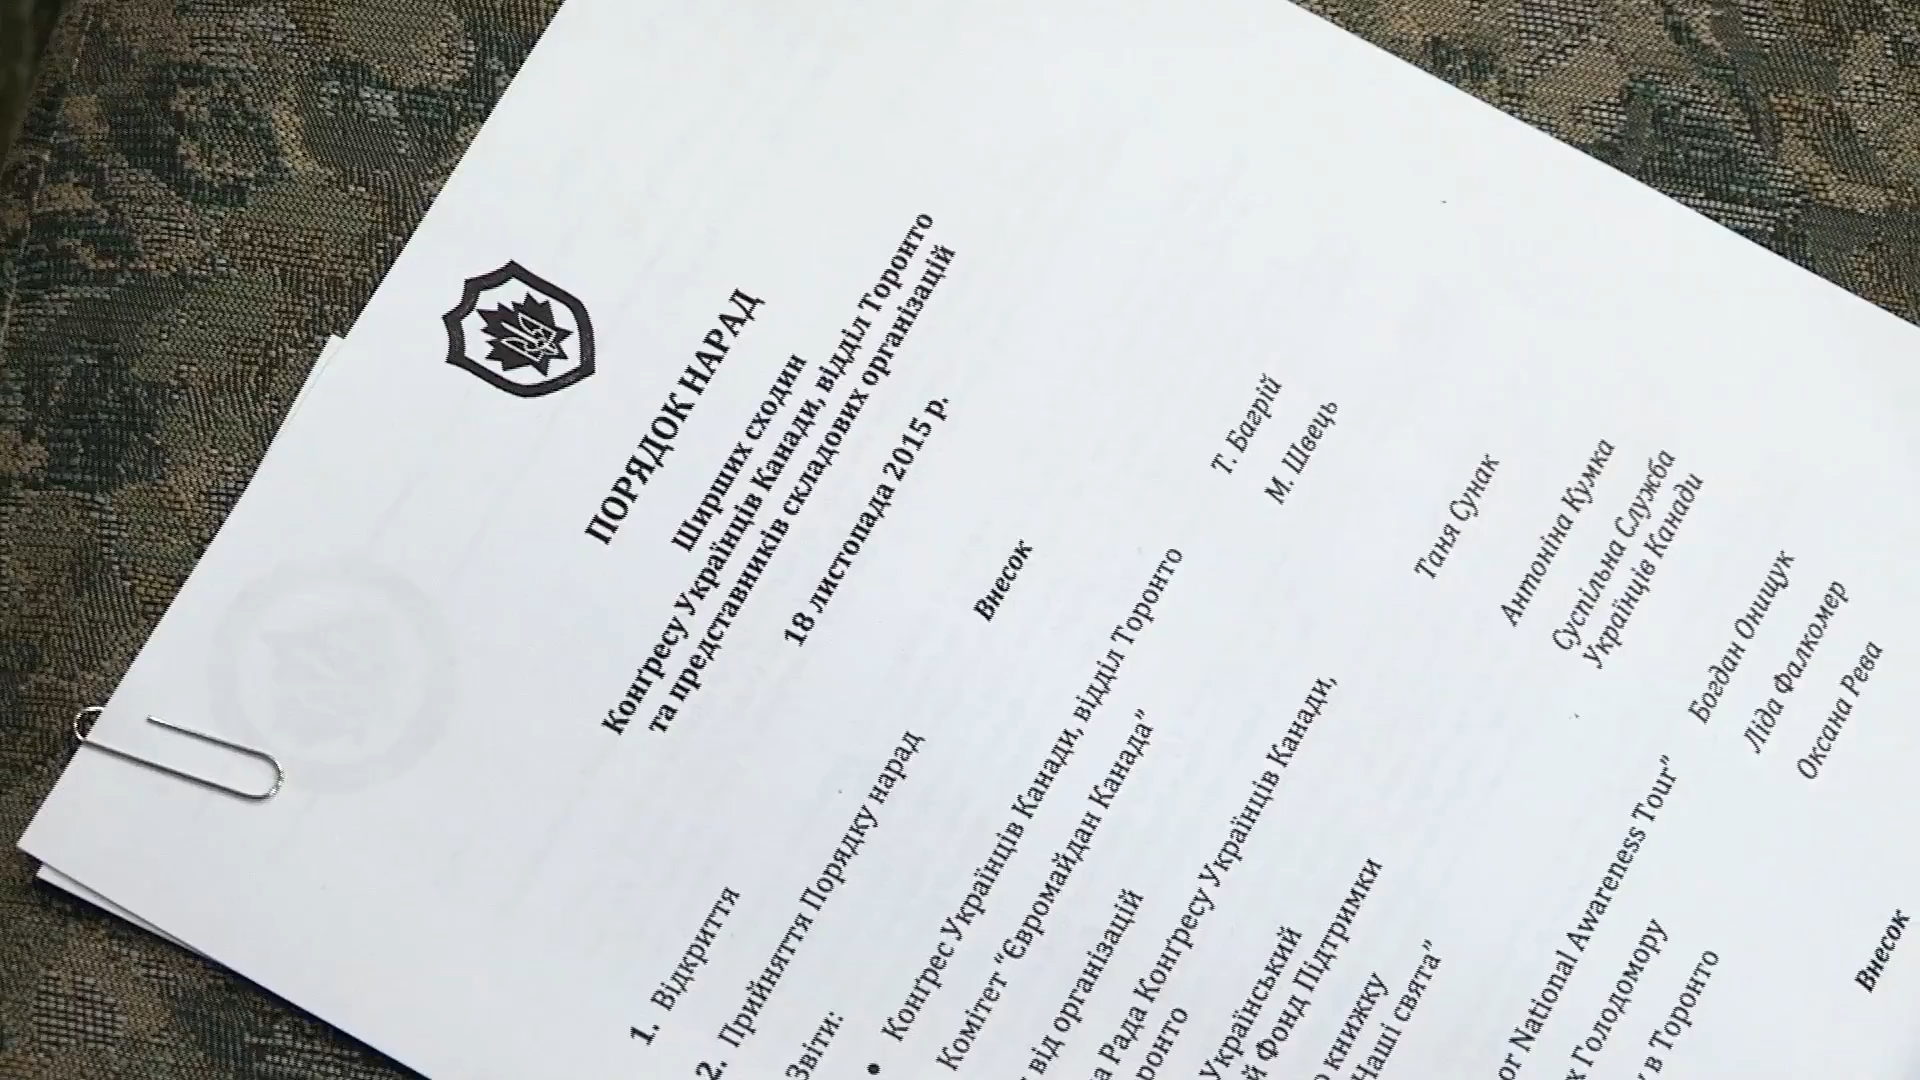 ПОРЯДОК НАРАД
Ширших сходин
Конґресу Українців Канади, відділ Торонто
та представників складових організацій
18 листопада 2015 р.
Внесок
1. Відкриття
Т. Багрій
2. Прийняття Порядку нарад
М. Швець
Звіти:
• Конґрес Українців Канади, відділ Торонто
Таня Сунак
Комітет “Євромайдан Канада”
Антоніна Кумка
від організацій
Суспільна Служба
Українців Канади
Рада Конґресу Українців Канади,
Богдан Онищук
Український
Ліда Фалкомер
Фонд Підтримки
Оксана Рева
книжку
Наші свята”
National Awareness Tour”
Голодомору
в Торонто
Внесок